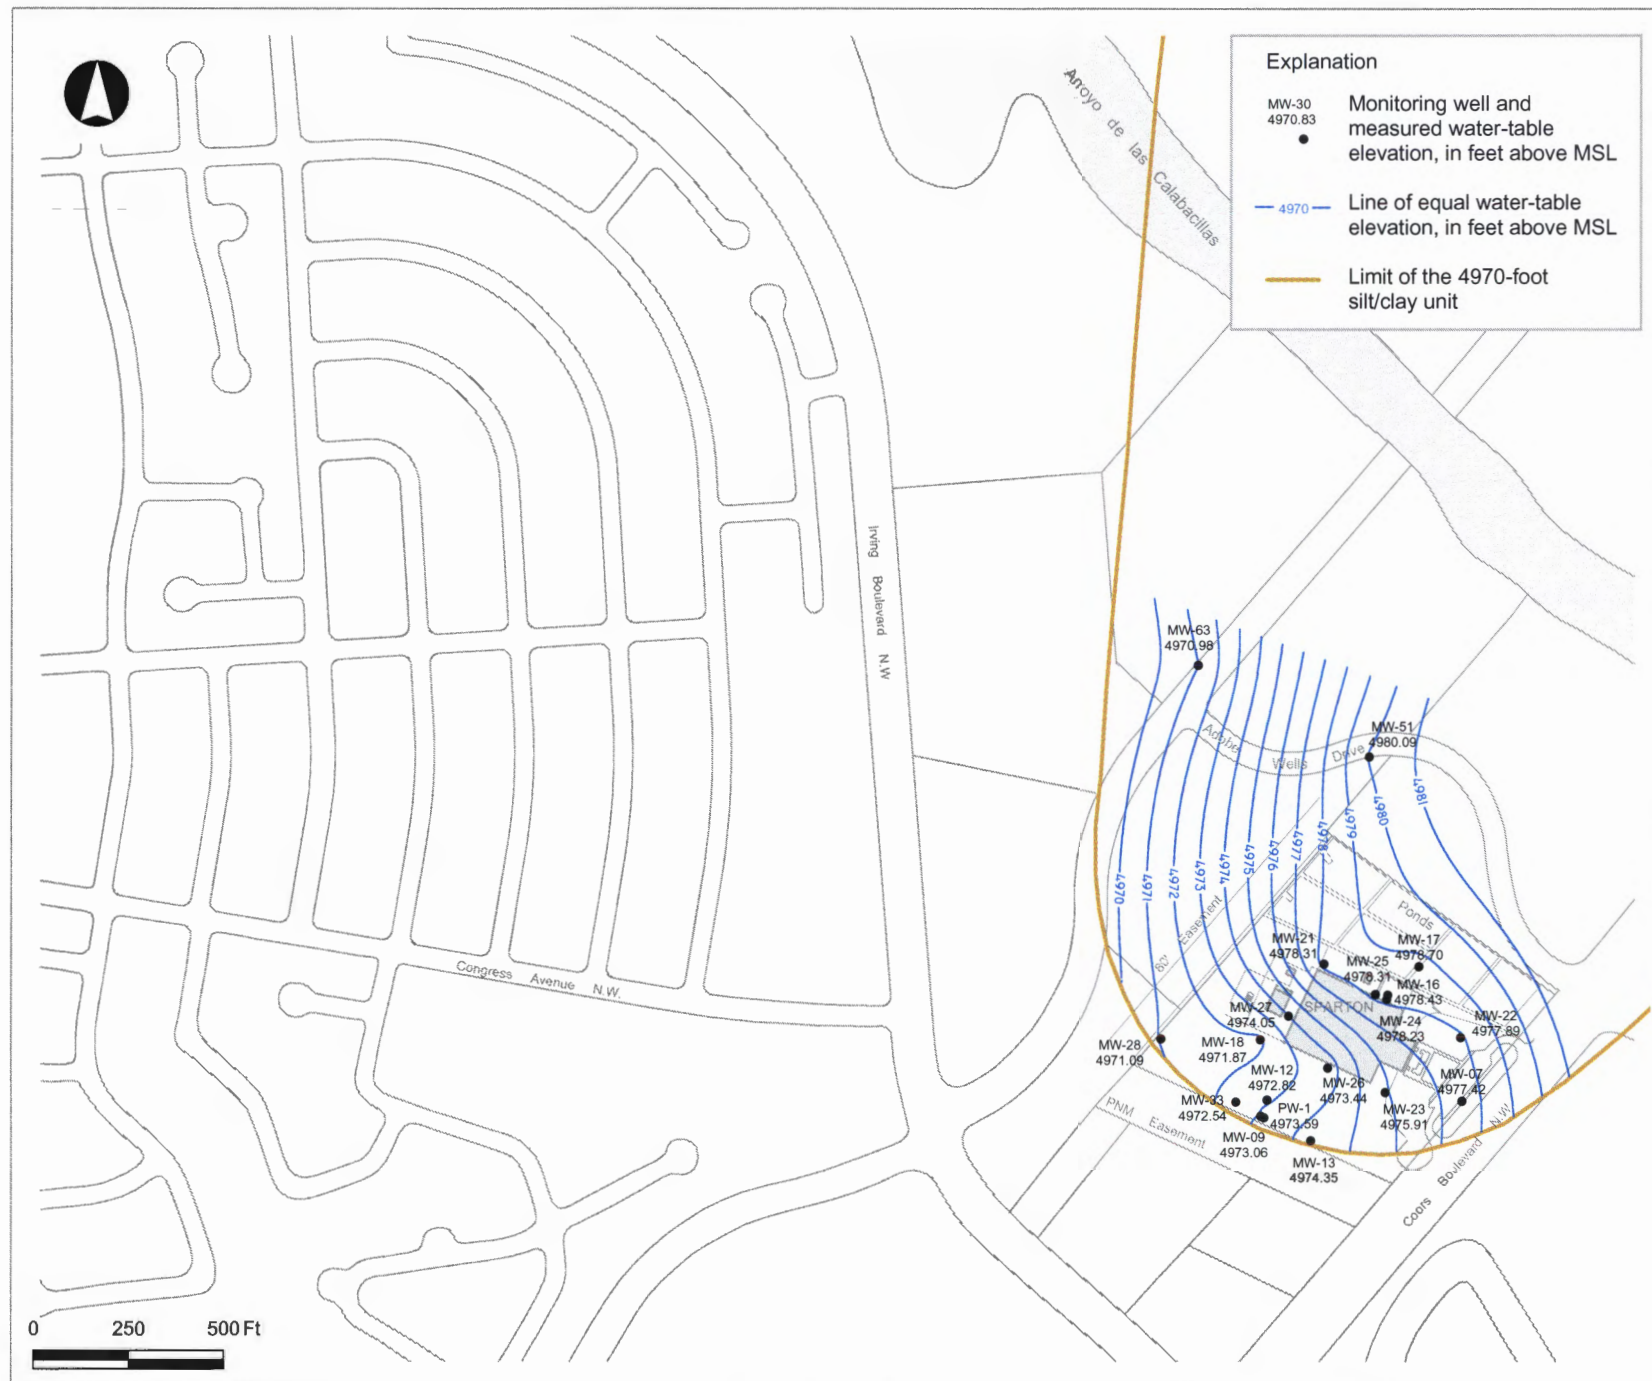 Explanation
MW-30
4970.83
Monitoring well and
measured water-table
elevation, in feet above MSL
4970
Line of equal water-table
elevation, in feet above MSL
Limit of the 4970-foot
silt/clay unit
Arroyo de las Calabacillas
Irving Boulevard N.W
MW-63
4970.98
MW-51
4980.09
Adobe Wells Drive
4970
4971
4972
4973
4974
4975
4976
4977
4978
4979
4980
4981
Easement
Ponds
MW-21
4978.31
MW-17
4978.70
MW-25
4978.31
MW-16
4978.43
SPARTON
MW-27
4974.05
MW-24
4978.23
MW-22
4977.89
MW-28
4971.09
MW-18
4971.87
MW-12
4972.82
MW-26
4973.44
MW-07
4977.42
MW-33
4972.54
PW-1
4973.59
MW-23
4975.91
MW-09
4973.06
MW-13
4974.35
PNM Easement
Coors Boulevard N.W
Congress Avenue N.W.
0 250 500 Ft